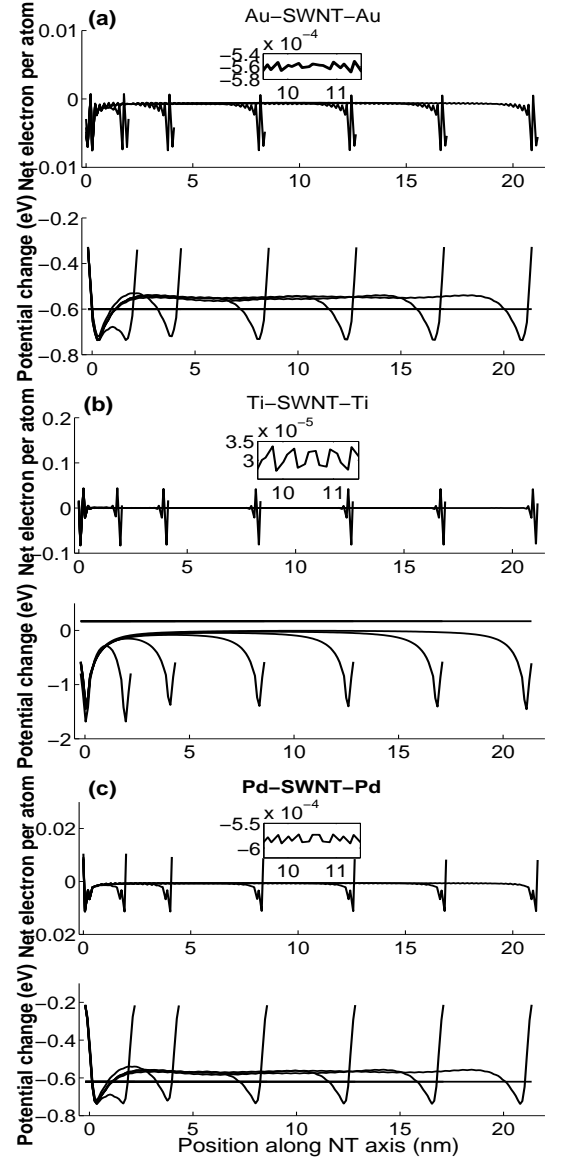 (a) Au−SWNT−Au
0.01
0
−0.01
Net electron per atom
−5.4 x 10−4
−5.6
−5.8
10 11
0 5 10 15 20
−0.2
−0.4
−0.6
−0.8
Potential change (eV)
0 5 10 15 20
(b) Ti−SWNT−Ti
0.2
0.1
0
−0.1
Net electron per atom
3.5 x 10−5
3
10 11
0 5 10 15 20
0
−1
−2
Potential change (eV)
0 5 10 15 20
(c) Pd−SWNT−Pd
0.02
0
0.02
Net electron per atom
−5.5 x 10−4
−6
10 11
0 5 10 15 20
−0.2
−0.4
−0.6
−0.8
Potential change (eV)
0 5 10 15 20
Position along NT axis (nm)